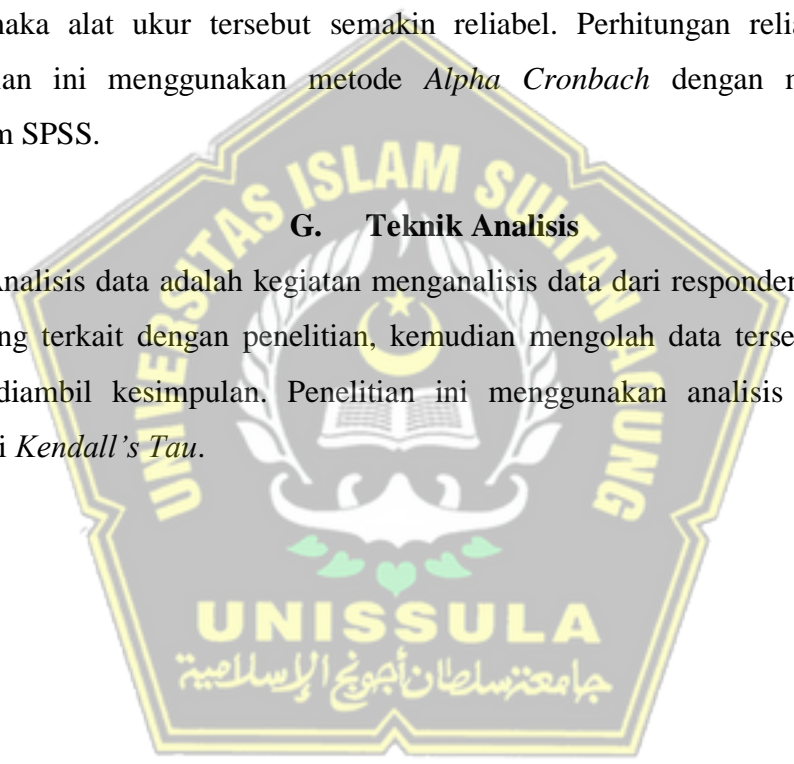 maka alat ukur tersebut semakin reliabel. Perhitungan relia
an ini menggunakan metode Alpha Cronbach dengan m
m SPSS.
G. Teknik Analisis
Analisis data adalah kegiatan menganalisis data dari responden
ng terkait dengan penelitian, kemudian mengolah data terse
diambil kesimpulan. Penelitian ini menggunakan analisis
i Kendall’s Tau.
UNIVERSITAS ISLAM SULTAN AGUNG
UNISSULA
جامعة سلطان أجونج الإسلامية